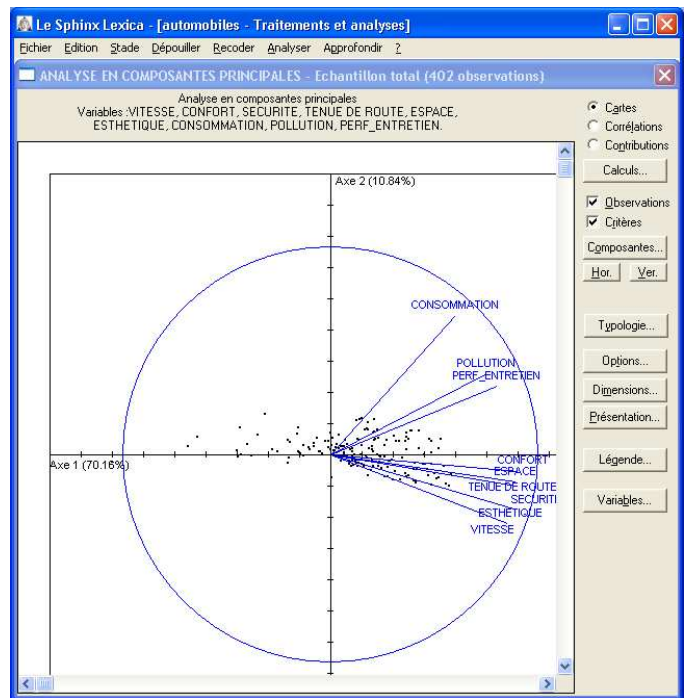 Le Sphinx Lexica - [automobiles - Traitements et analyses]
Fichier Edition Stade Dépouiller Recoder Analyser Approfondir ?
ANALYSE EN COMPOSANTES PRINCIPALES - Echantillon total (402 observations)
Analyse en composantes principales
Variables :VITESSE, CONFORT, SECURITE, TENUE DE ROUTE, ESPACE,
ESTHETIQUE, CONSOMMATION, POLLUTION, PERF_ENTRETIEN.
Cartes
Corrélations
Contributions
Calculs...
Observations
Critères
Composantes...
Hor. Ver.
Typologie...
Options...
Dimensions...
Présentation...
Légende...
Variables...
Axe 2 (10.84%)
CONSOMMATION
POLLUTION
PERF_ENTRETIEN
Axe 1 (70.16%)
CONFORT
ESPACE
TENUE DE ROUTE
SECURITE
ESTHETIQUE
VITESSE